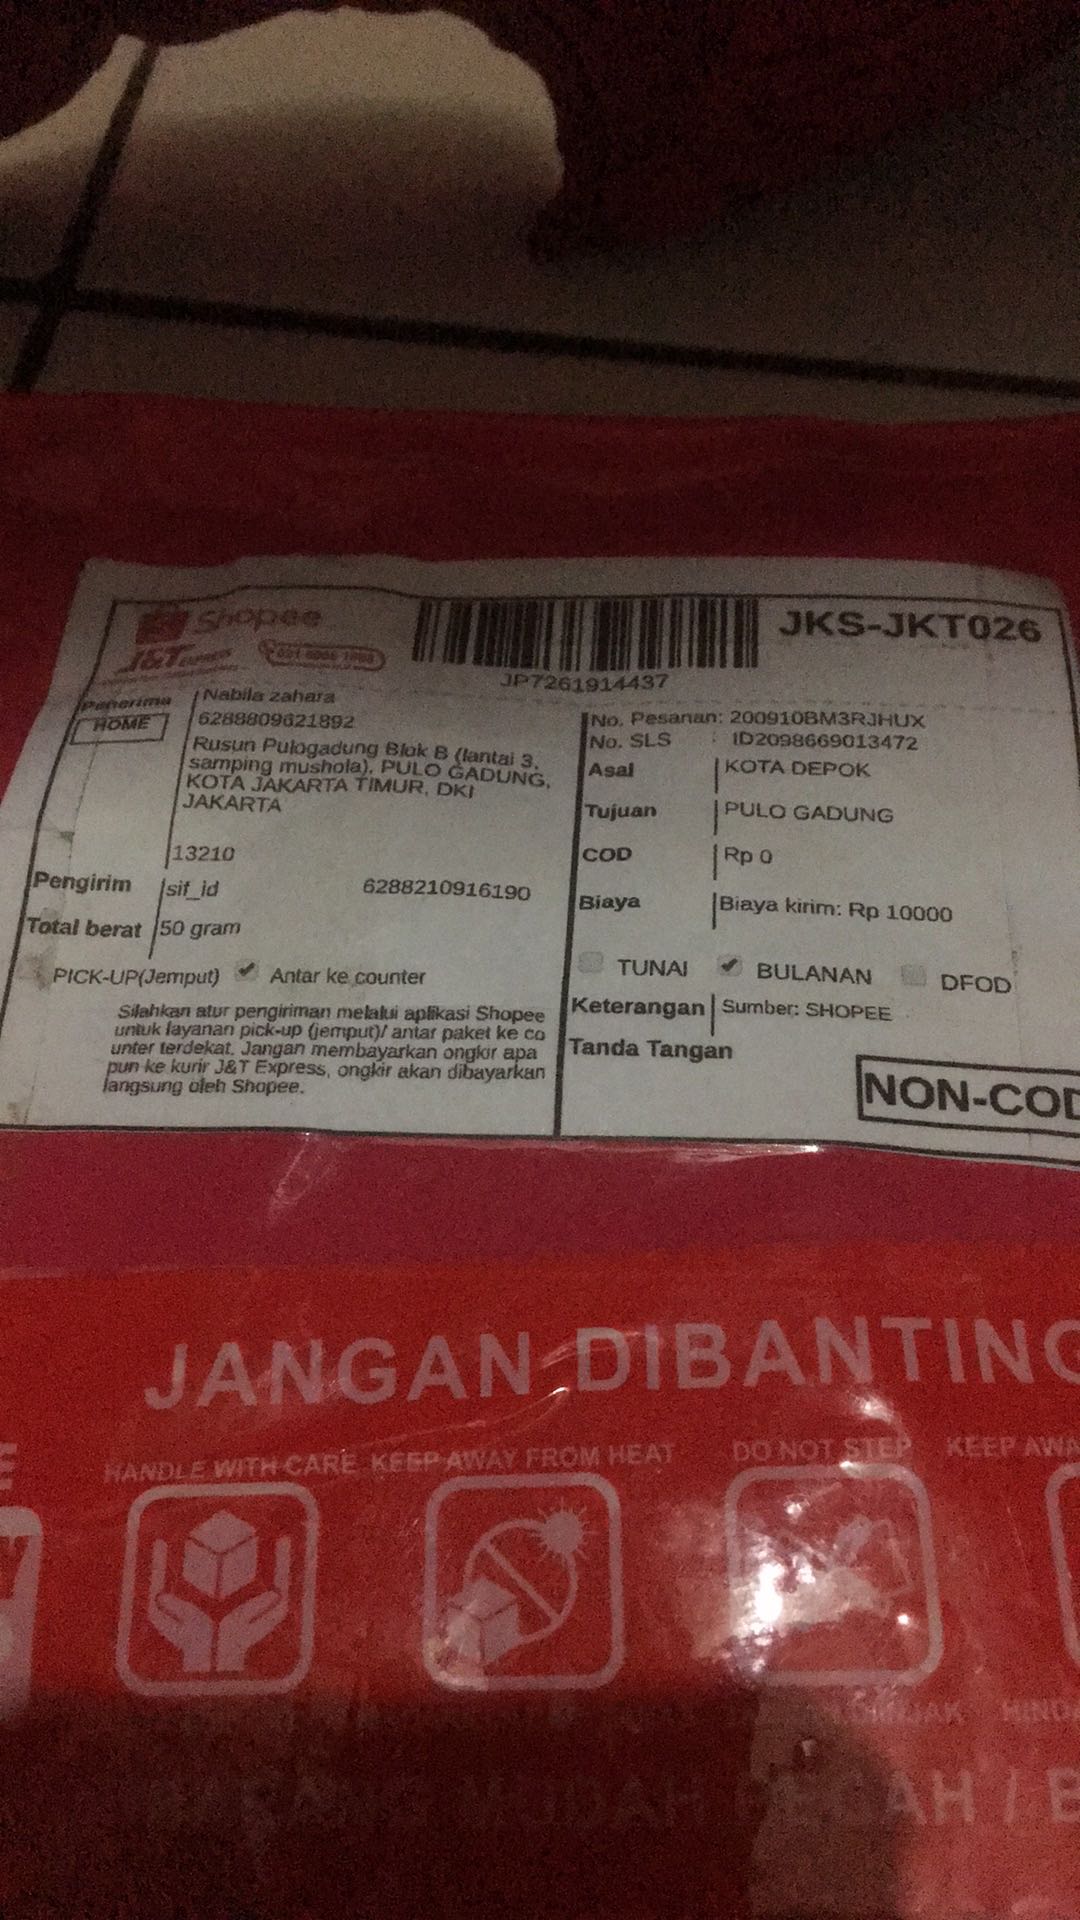 Shopee
J&T EXPRESS
JP7261914437
JKS-JKT026
Penerima
HOME
Nabila zahara
6288809621892
Rusun Pulogadung Blok B (lantai 3,
samping mushola), PULO GADUNG,
KOTA JAKARTA TIMUR, DKI
JAKARTA
13210
Pengirim sif_id 6288210916190
Total berat 50 gram
PICK-UP(Jemput) ✔ Antar ke counter
Silahkan atur pengiriman melalui aplikasi Shopee
untuk layanan pick-up (jemput)/ antar paket ke co
unter terdekat. Jangan membayarkan ongkir apa
pun ke kurir J&T Express, ongkir akan dibayarkan
langsung oleh Shopee.
No. Pesanan: 200910BM3RJHUX
No. SLS : ID2098669013472
Asal KOTA DEPOK
Tujuan PULO GADUNG
COD Rp 0
Biaya Biaya kirim: Rp 10000
TUNAI ✔ BULANAN DFOD
Keterangan Sumber: SHOPEE
Tanda Tangan
NON-COD
JANGAN DIBANTING
HANDLE WITH CARE KEEP AWAY FROM HEAT DO NOT STEP KEEP